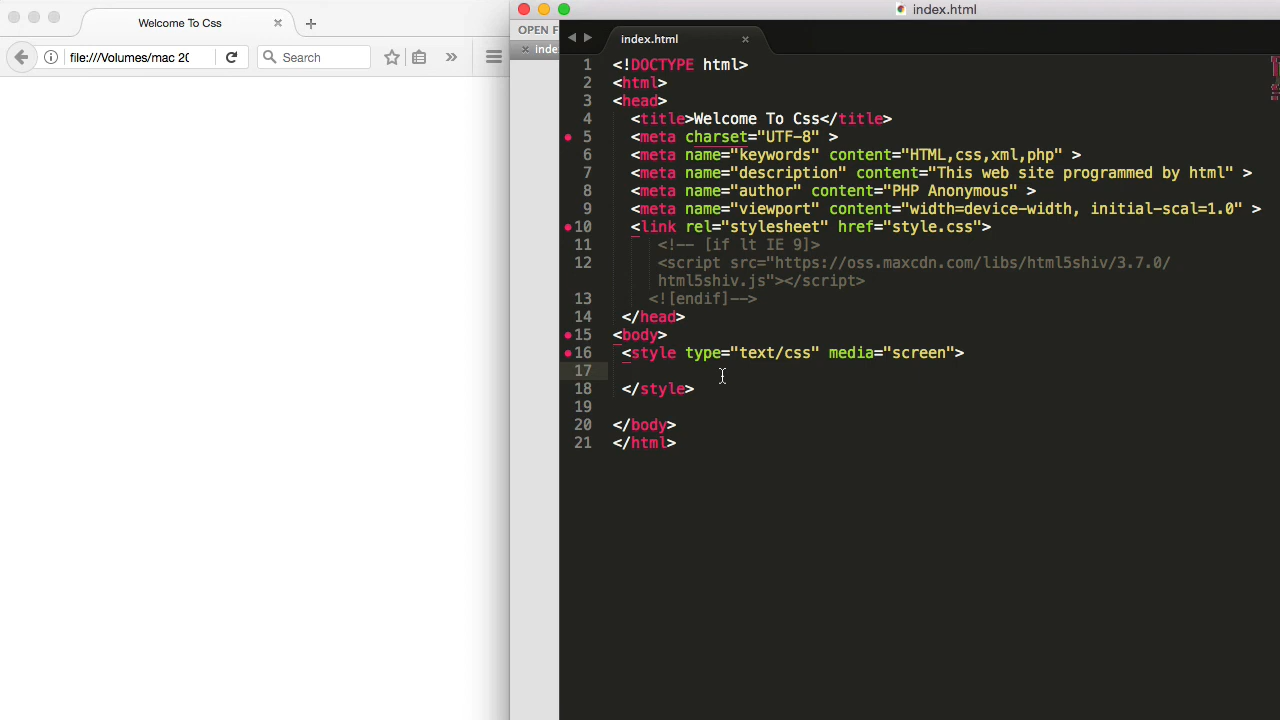 Welcome To Css
file:///Volumes/mac 20
Search
index.html
OPEN F
inde
index.html
1 <!DOCTYPE html>
2 <html>
3 <head>
4 <title>Welcome To Css</title>
5 <meta charset="UTF-8" >
6 <meta name="keywords" content="HTML,css,xml,php" >
7 <meta name="description" content="This web site programmed by html" >
8 <meta name="author" content="PHP Anonymous" >
9 <meta name="viewport" content="width=device-width, initial-scal=1.0" >
10 <link rel="stylesheet" href="style.css">
11 <!-- [if lt IE 9]>
12 <script src="https://oss.maxcdn.com/libs/html5shiv/3.7.0/
html5shiv.js"></script>
13 <![endif]-->
14 </head>
15 <body>
16 <style type="text/css" media="screen">
17
18 </style>
19
20 </body>
21 </html>